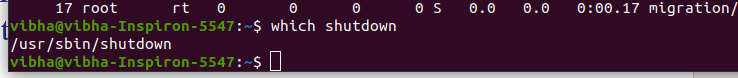 17 root rt 0 0 0 0 S 0.0 0.0 0:00.17 migration/
vibha@vibha-Inspiron-5547:~$ which shutdown
/usr/sbin/shutdown
vibha@vibha-Inspiron-5547:~$